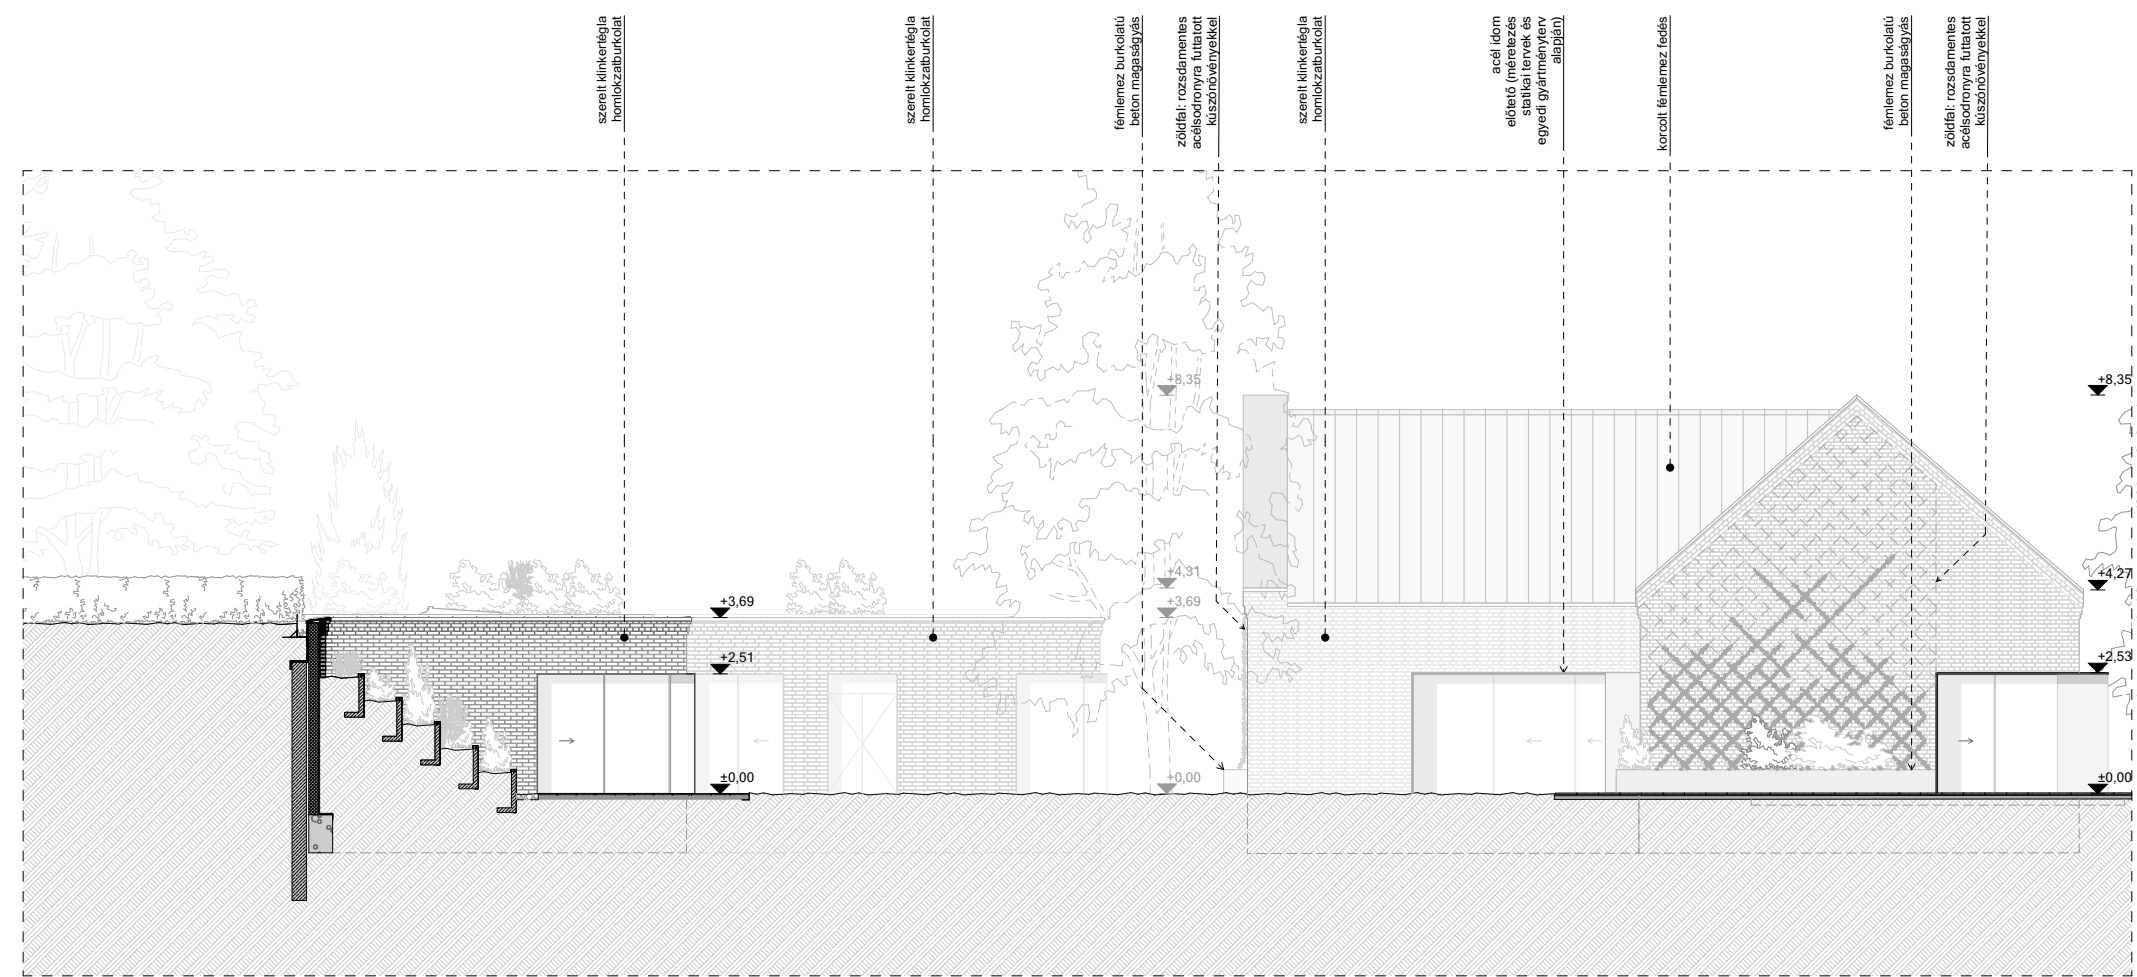 szerelt klinkertégla
homlokzatburkolat
szerelt klinkertégla
homlokzatburkolat
fémlemez burkolatú
beton magaságyás
zöldfal: rozsdamentes
acélsodronyra futtatott
kúszónövényekkel
szerelt klinkertégla
homlokzatburkolat
acél idom
előtető (méretezés
statikai tervek és
egyedi gyártményterv
alapján)
korcolt fémlemez fedés
fémlemez burkolatú
beton magaságyás
zöldfal: rozsdamentes
acélsodronyra futtatott
kúszónövényekkel
+8,35
+8,35
+4,31
+4,27
+3,69
+3,69
+2,51
+2,53
±0,00
±0,00
±0,00